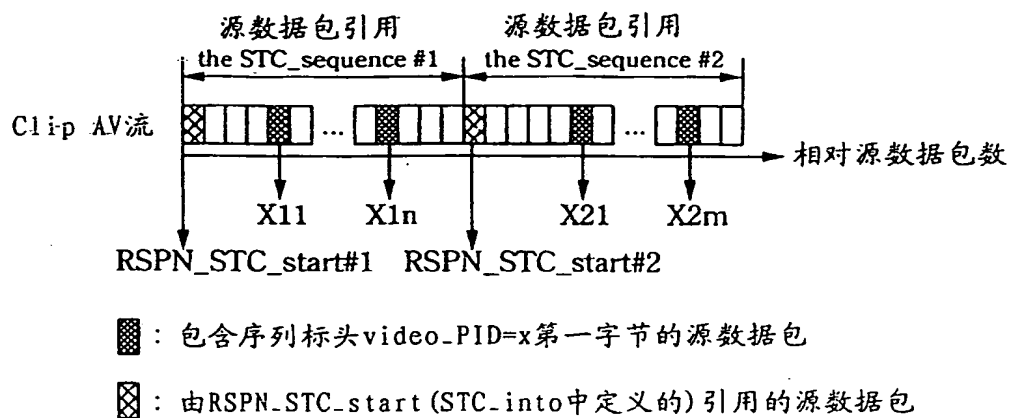 源数据包引用 源数据包引用
the STC_sequence #1 the STC_sequence #2
Clip AV流
...
...
相对源数据包数
X11 X1n X21 X2m
RSPN_STC_start#1 RSPN_STC_start#2
: 包含序列标头video_PID=x第一字节的源数据包
: 由RSPN_STC_start(STC_into中定义的)引用的源数据包